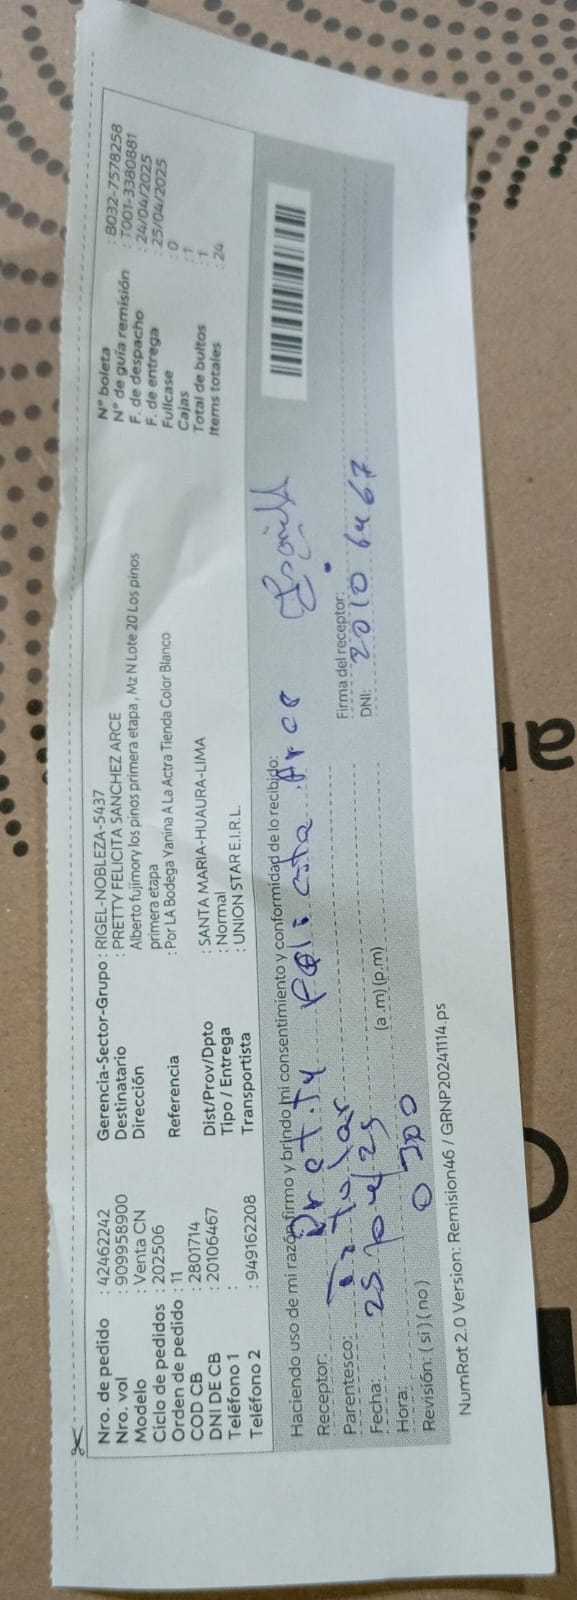 Nro. de pedido : 42462242
Nro. vol : 909958900
Modelo : Venta CN
Ciclo de pedidos : 202506
Orden de pedido : 11
COD CB : 2801714
DNI DE CB : 20106467
Teléfono 1 :
Teléfono 2 : 949162208
Gerencia-Sector-Grupo : RIGEL-NOBLEZA-5437
Destinatario : PRETTY FELICITA SANCHEZ ARCE
Dirección : Alberto fujimory los pinos primera etapa , Mz N Lote 20 Los pinos
primera etapa
Referencia : Por LA Bodega Yanina A La Actra Tienda Color Blanco
Dist/Prov/Dpto : SANTA MARIA-HUAURA-LIMA
Tipo / Entrega : Normal
Transportista : UNION STAR E.I.R.L.
N° boleta : B032-7578258
N° de guía remisión : T001-3380881
F. de despacho : 24/04/2025
F. de entrega : 25/04/2025
Fullcase : 0
Cajas : 1
Total de bultos : 1
Items totales : 24
Haciendo uso de mi razón firmo y brindo mi consentimiento y conformidad de lo recibido:
Receptor: Pretty Felicita Arce
Parentesco: Titular
Fecha: 25/04/25
Hora: (a .m) (p.m)
Revisión: ( si ) ( no )
Firma del receptor:
DNI: 20106467
NumRot 2.0 Version: Remision46 / GRNP20241114.ps